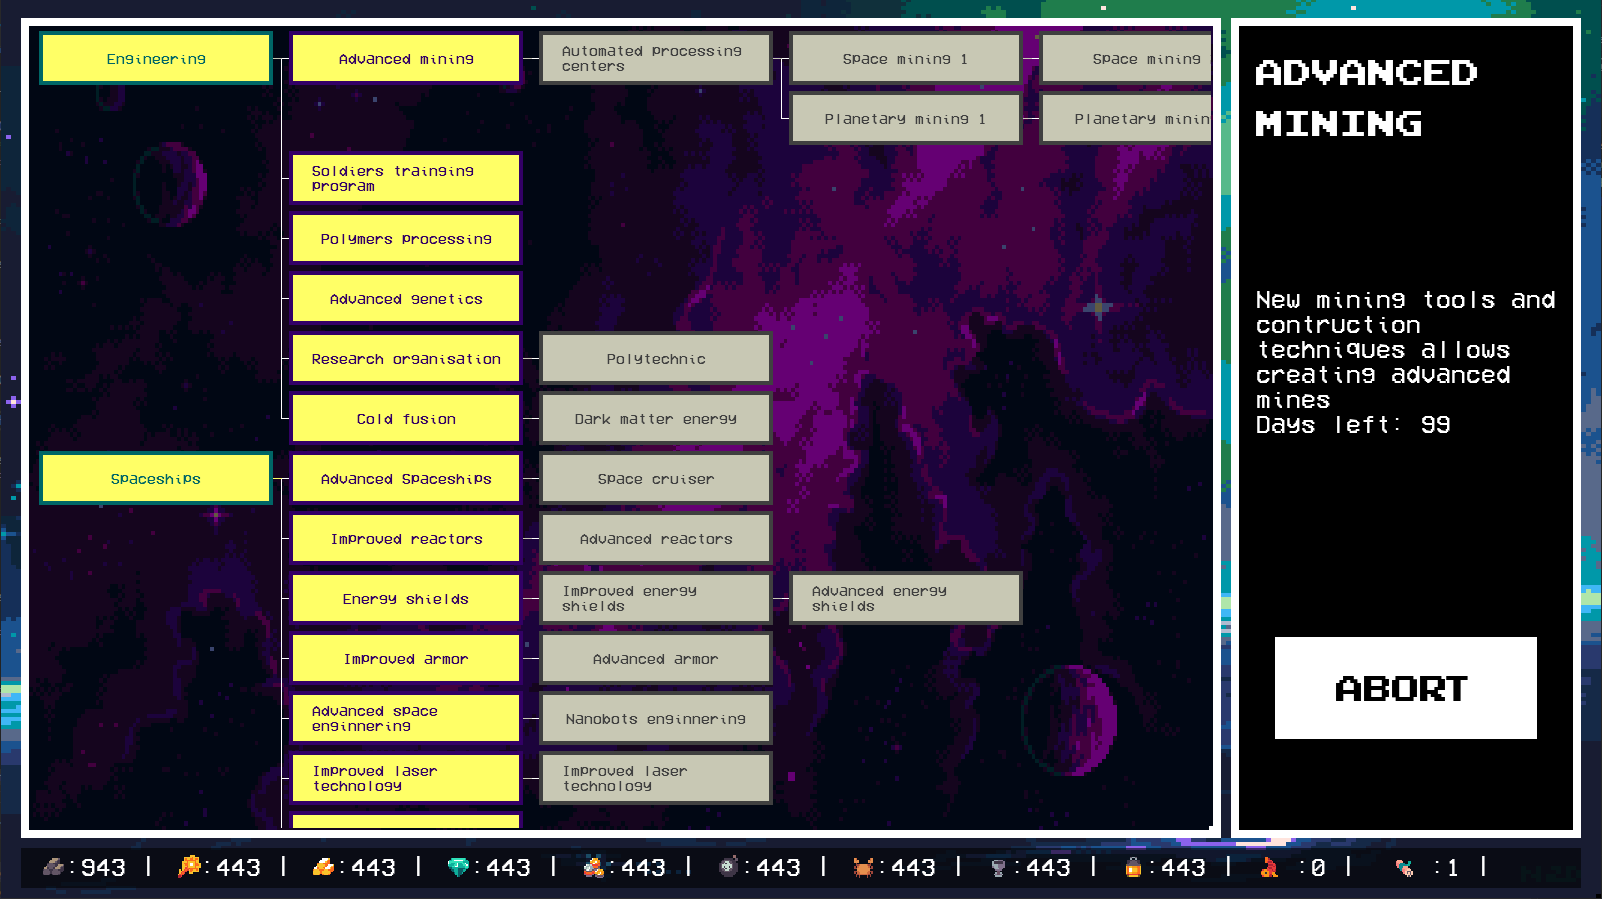 Engineering
Advanced mining
Automated processing
centers
Space mining 1
Space mining
Planetary mining 1
Planetary minin
Soldiers training
program
Polymers processing
Advanced genetics
Research organisation
Polytechnic
Cold fusion
Dark matter energy
Spaceships
Advanced Spaceships
Space cruiser
Improved reactors
Advanced reactors
Energy shields
Improved energy
shields
Advanced energy
shields
Improved armor
Advanced armor
Advanced space
enginnering
Nanobots enginnering
Improved laser
technology
Improved laser
technology
ADVANCED
MINING
New mining tools and
contruction
techniques allows
creating advanced
mines
Days left: 99
ABORT
:943 | :443 | :443 | :443 | :443 | :443 | :443 | :443 | :443 | :0 | :1 |